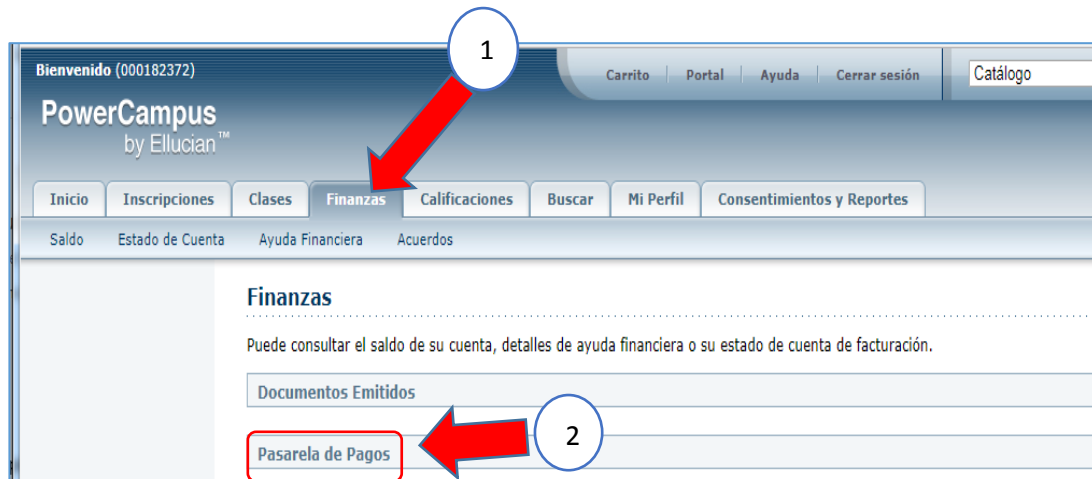 1
Bienvenido (000182372)
Carrito Portal Ayuda Cerrar sesión Catálogo
PowerCampus
by Ellucian™
Inicio Inscripciones Clases Finanzas Calificaciones Buscar Mi Perfil Consentimientos y Reportes
Saldo Estado de Cuenta Ayuda Financiera Acuerdos
Finanzas
Puede consultar el saldo de su cuenta, detalles de ayuda financiera o su estado de cuenta de facturación.
Documentos Emitidos
2
Pasarela de Pagos